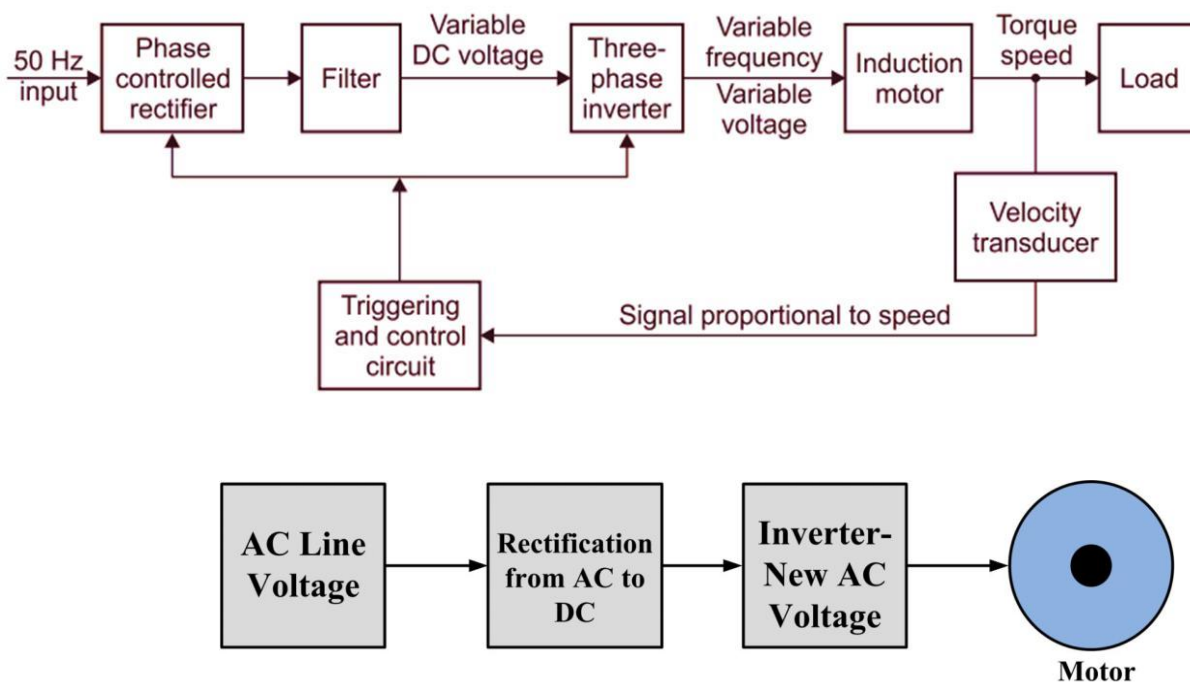 50 Hz
input
Phase
controlled
rectifier
Filter
Variable
DC voltage
Three-
phase
inverter
Variable
frequency
Variable
voltage
Induction
motor
Torque
speed
Load
Velocity
transducer
Triggering
and control
circuit
Signal proportional to speed
AC Line
Voltage
Rectification
from AC to
DC
Inverter-
New AC
Voltage
Motor